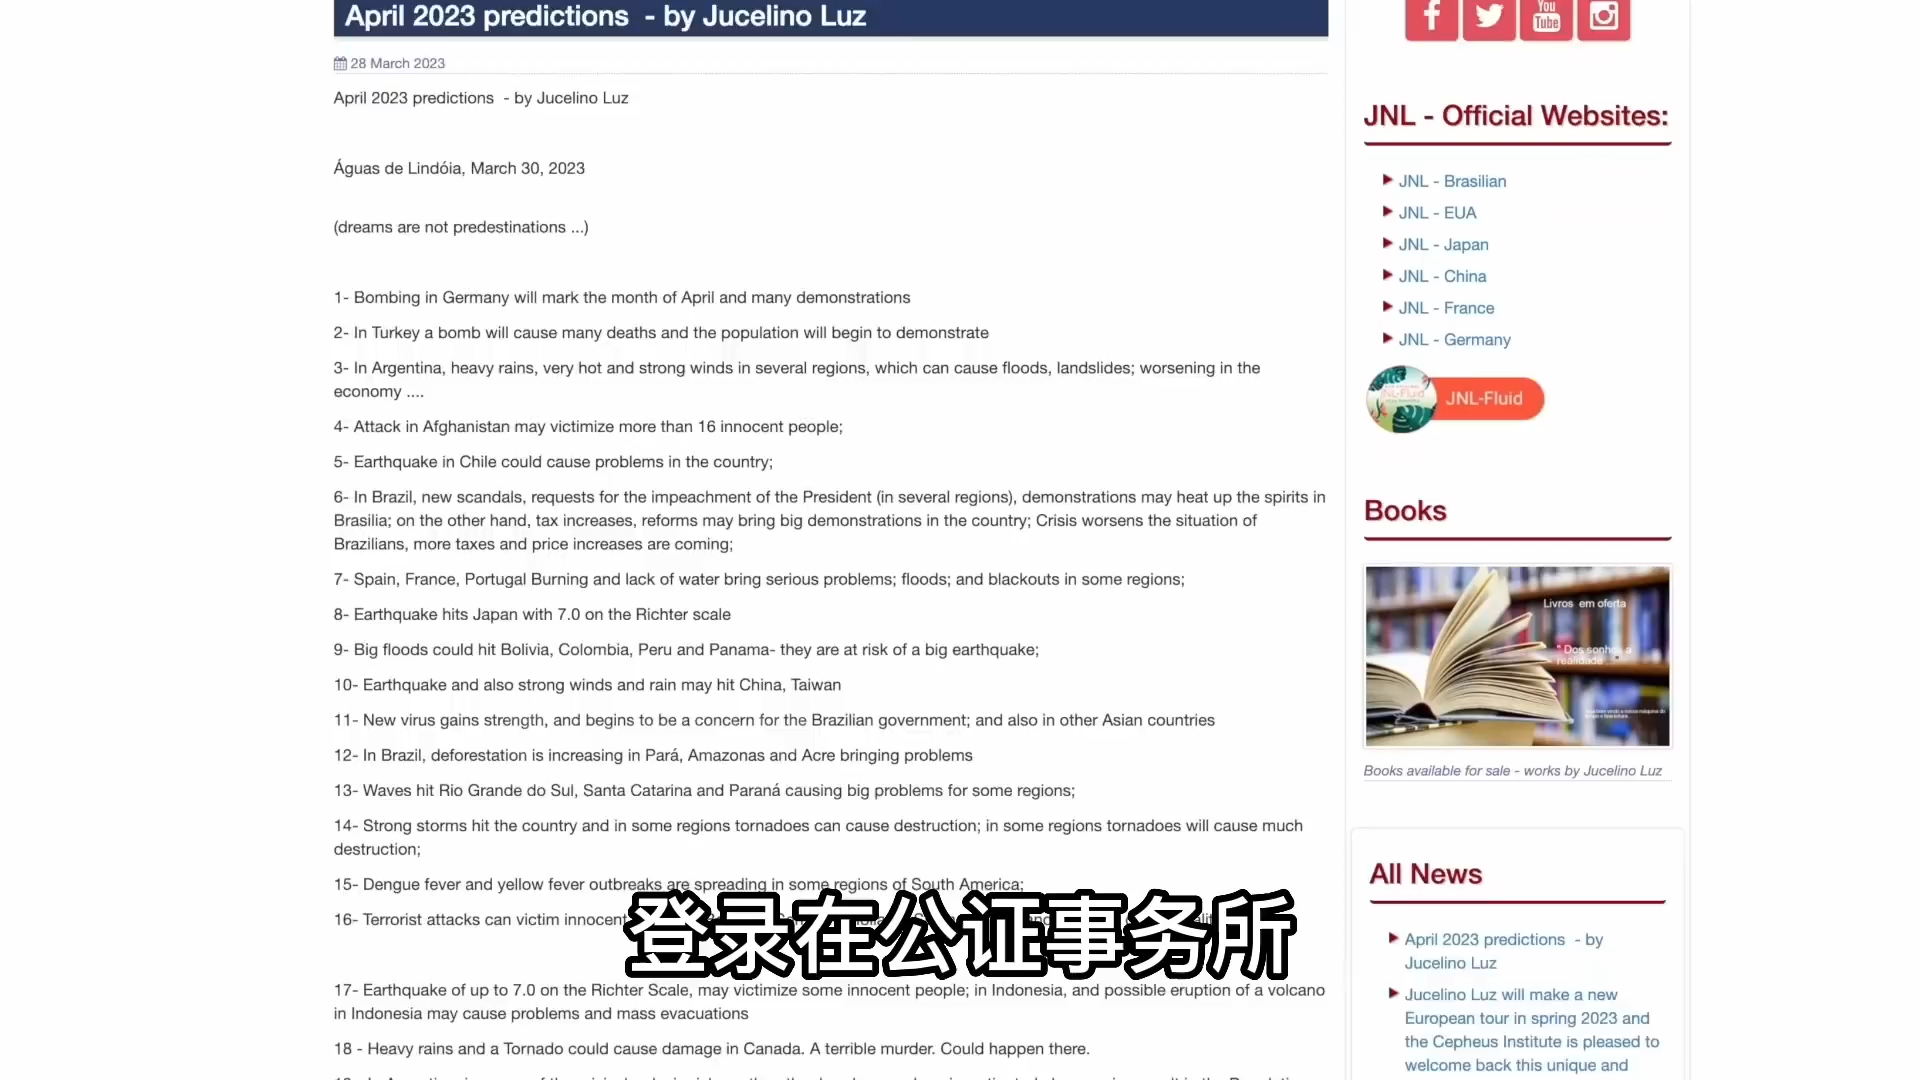 April 2023 predictions - by Jucelino Luz
28 March 2023
April 2023 predictions - by Jucelino Luz
Águas de Lindóia, March 30, 2023
(dreams are not predestinations ...)
1- Bombing in Germany will mark the month of April and many demonstrations
2- In Turkey a bomb will cause many deaths and the population will begin to demonstrate
3- In Argentina, heavy rains, very hot and strong winds in several regions, which can cause floods, landslides; worsening in the
economy ....
4- Attack in Afghanistan may victimize more than 16 innocent people;
5- Earthquake in Chile could cause problems in the country;
6- In Brazil, new scandals, requests for the impeachment of the President (in several regions), demonstrations may heat up the spirits in
Brasilia; on the other hand, tax increases, reforms may bring big demonstrations in the country; Crisis worsens the situation of
Brazilians, more taxes and price increases are coming;
7- Spain, France, Portugal Burning and lack of water bring serious problems; floods; and blackouts in some regions;
8- Earthquake hits Japan with 7.0 on the Richter scale
9- Big floods could hit Bolivia, Colombia, Peru and Panama- they are at risk of a big earthquake;
10- Earthquake and also strong winds and rain may hit China, Taiwan
11- New virus gains strength, and begins to be a concern for the Brazilian government; and also in other Asian countries
12- In Brazil, deforestation is increasing in Pará, Amazonas and Acre bringing problems
13- Waves hit Rio Grande do Sul, Santa Catarina and Paraná causing big problems for some regions;
14- Strong storms hit the country and in some regions tornadoes can cause destruction; in some regions tornadoes will cause much
destruction;
15- Dengue fever and yellow fever outbreaks are spreading in some regions of South America;
16- Terrorist attacks can victim innocent
登录在公证事务所
17- Earthquake of up to 7.0 on the Richter Scale, may victimize some innocent people; in Indonesia, and possible eruption of a volcano
in Indonesia may cause problems and mass evacuations
18 - Heavy rains and a Tornado could cause damage in Canada. A terrible murder. Could happen there.
You
Tube
JNL - Official Websites:
JNL - Brasilian
JNL - EUA
JNL - Japan
JNL - China
JNL - France
JNL - Germany
JNL-Fluid
Books
Livros em oferta
" Dos sonhos a
realidade
Books available for sale - works by Jucelino Luz
All News
April 2023 predictions - by
Jucelino Luz
Jucelino Luz will make a new
European tour in spring 2023 and
the Cepheus Institute is pleased to
welcome back this unique and